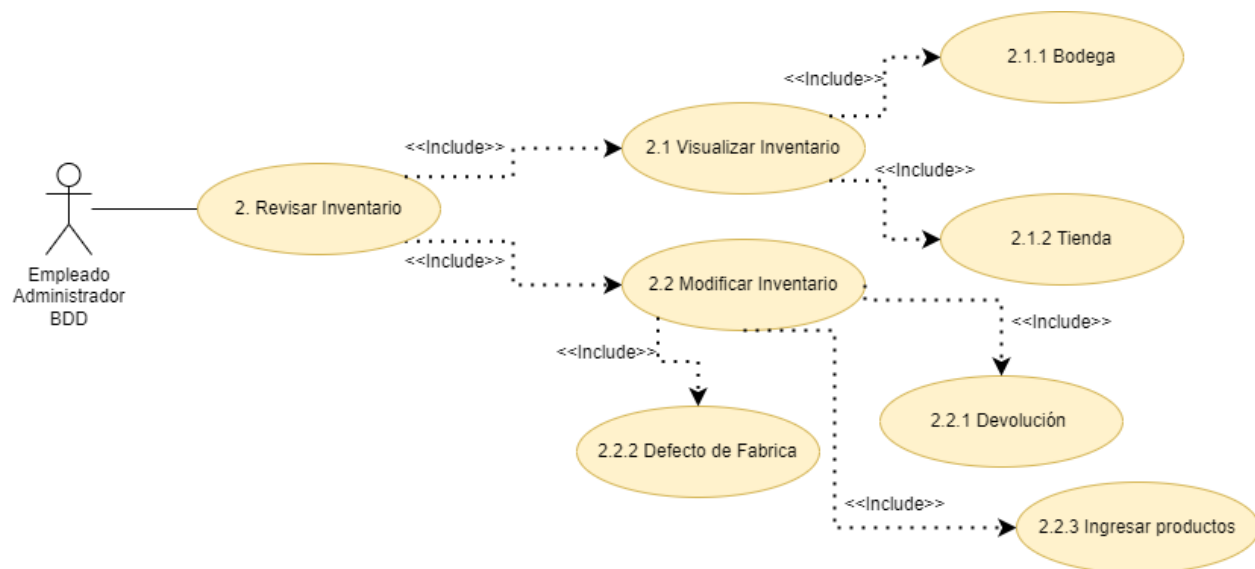 2.1.1 Bodega
<<Include>>
<<Include>>
2.1 Visualizar Inventario
<<Include>>
2. Revisar Inventario
2.1.2 Tienda
<<Include>>
Empleado
Administrador
BDD
2.2 Modificar Inventario
<<Include>>
<<Include>>
2.2.1 Devolución
2.2.2 Defecto de Fabrica
<<Include>>
2.2.3 Ingresar productos